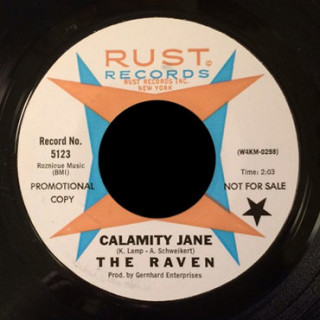 RUST ©
RECORDS
RUST RECORDS INC.
NEW YORK
Record No.
5123
Roznique Music
(BMI)
PROMOTIONAL
COPY
(W4KM-0298)
Time: 2:03
NOT FOR SALE
CALAMITY JANE
(K. Lamp - A. Schweikert)
THE RAVEN
Prod. by Gernhard Enterprises